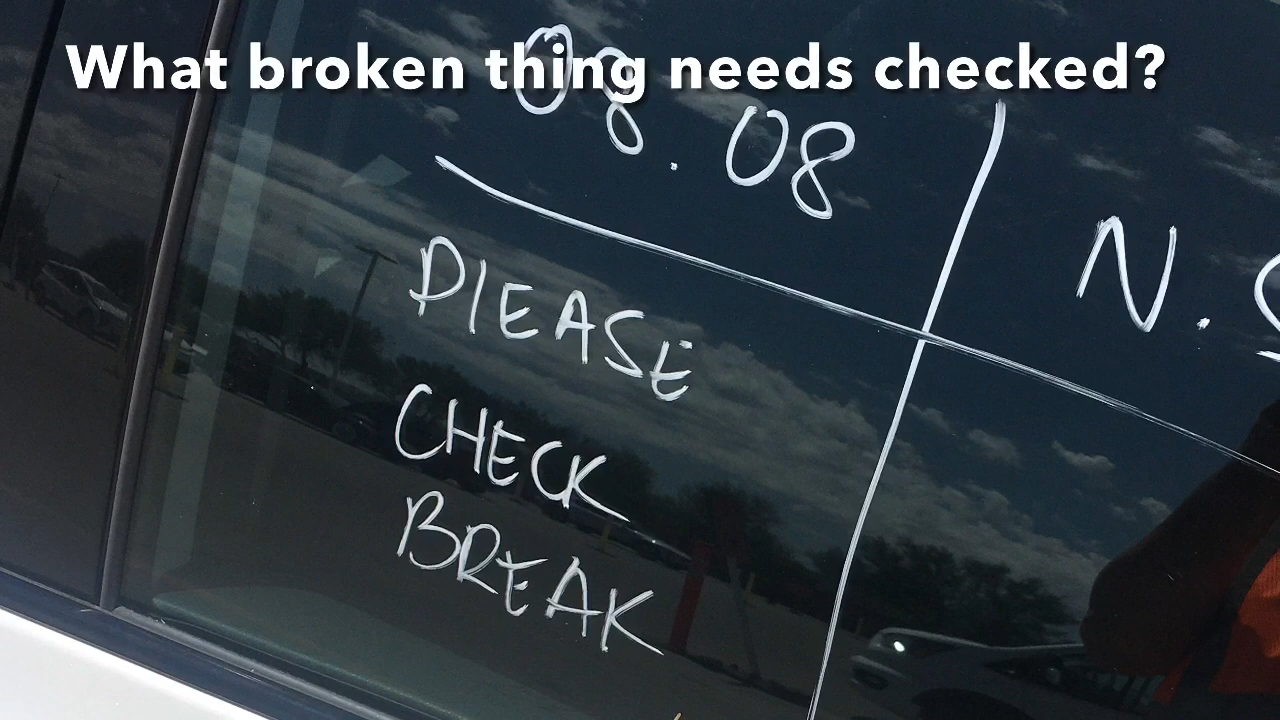 What broken thing needs checked?
08.08
N.
PlEASE
CHECK
BREAK